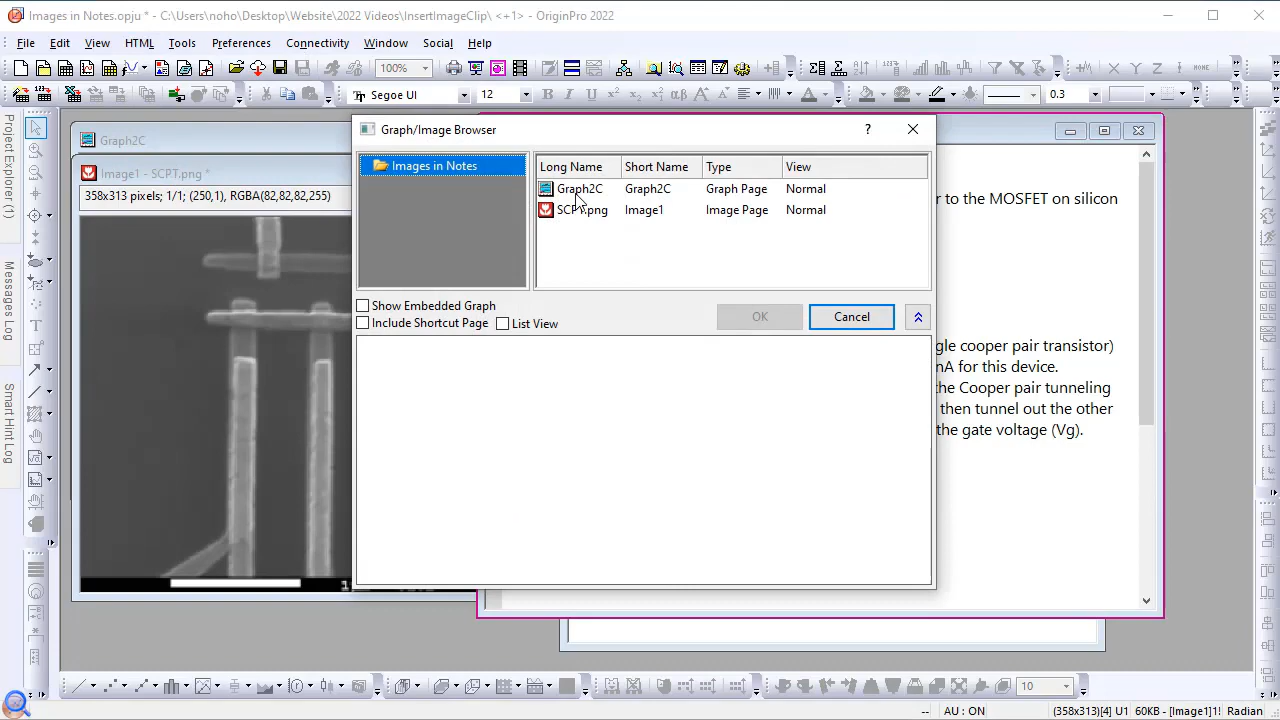 Images in Notes.opju * - C:\Users\noho\Desktop\Website\2022 Videos\InsertImageClip\ <+1> - OriginPro 2022
File Edit View HTML Tools Preferences Connectivity Window Social Help
100%
Segoe UI 12 0.3
Project Explorer (1)
Messages Log
Smart Hint Log
Graph2C
Image1 - SCPT.png *
358x313 pixels; 1/1; (250,1), RGBA(82,82,82,255)
Graph/Image Browser
Images in Notes
Long Name Short Name Type View
Graph2C Graph2C Graph Page Normal
SCPT.png Image1 Image Page Normal
Show Embedded Graph
Include Shortcut Page List View
OK Cancel
r to the MOSFET on silicon
gle cooper pair transistor)
nA for this device.
the Cooper pair tunneling
then tunnel out the other
the gate voltage (Vg).
10
-- AU : ON (358x313)[4] U1 60KB - [Image1]1! Radian